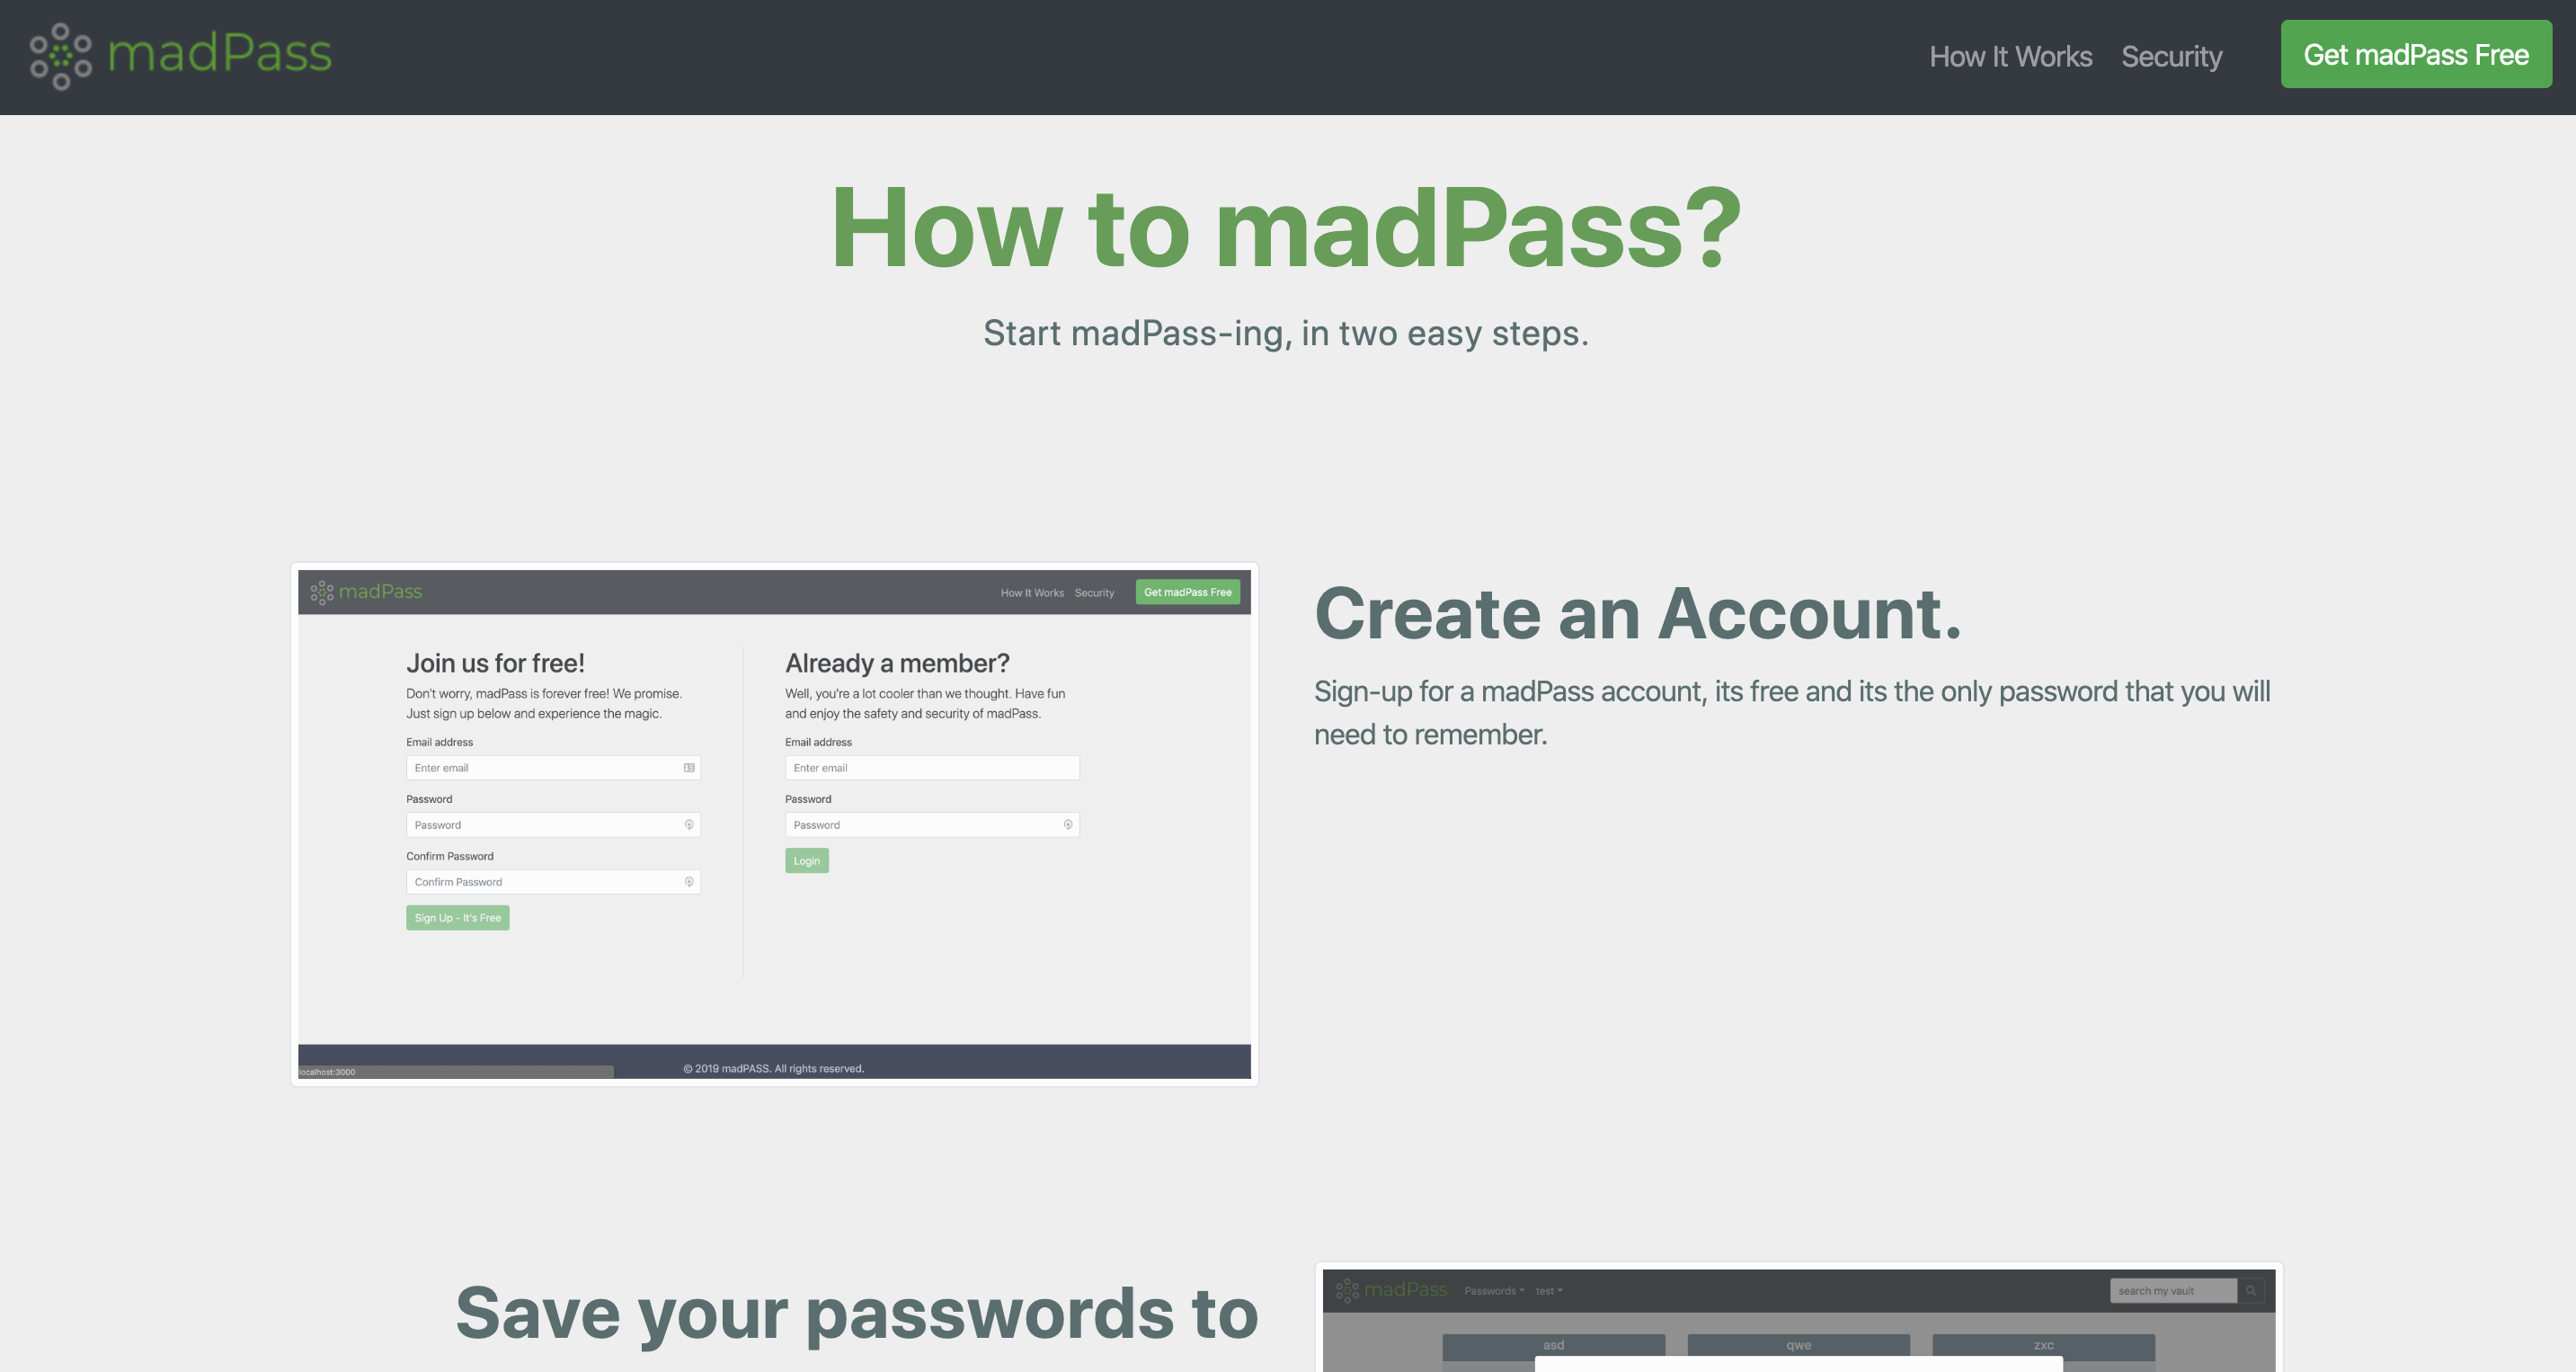 madPass
How It Works Security Get madPass Free
How to madPass?
Start madPass-ing, in two easy steps.
madPass
How It Works Security Get madPass Free
Join us for free!
Don't worry, madPass is forever free! We promise.
Just sign up below and experience the magic.
Email address
Enter email
Password
Password
Confirm Password
Confirm Password
Sign Up - It's Free
Already a member?
Well, you're a lot cooler than we thought. Have fun
and enjoy the safety and security of madPass.
Email address
Enter email
Password
Password
Login
© 2019 madPASS. All rights reserved.
localhost:3000
Create an Account.
Sign-up for a madPass account, its free and its the only password that you will
need to remember.
Save your passwords to
madPass Passwords test search my vault
asd qwe zxc